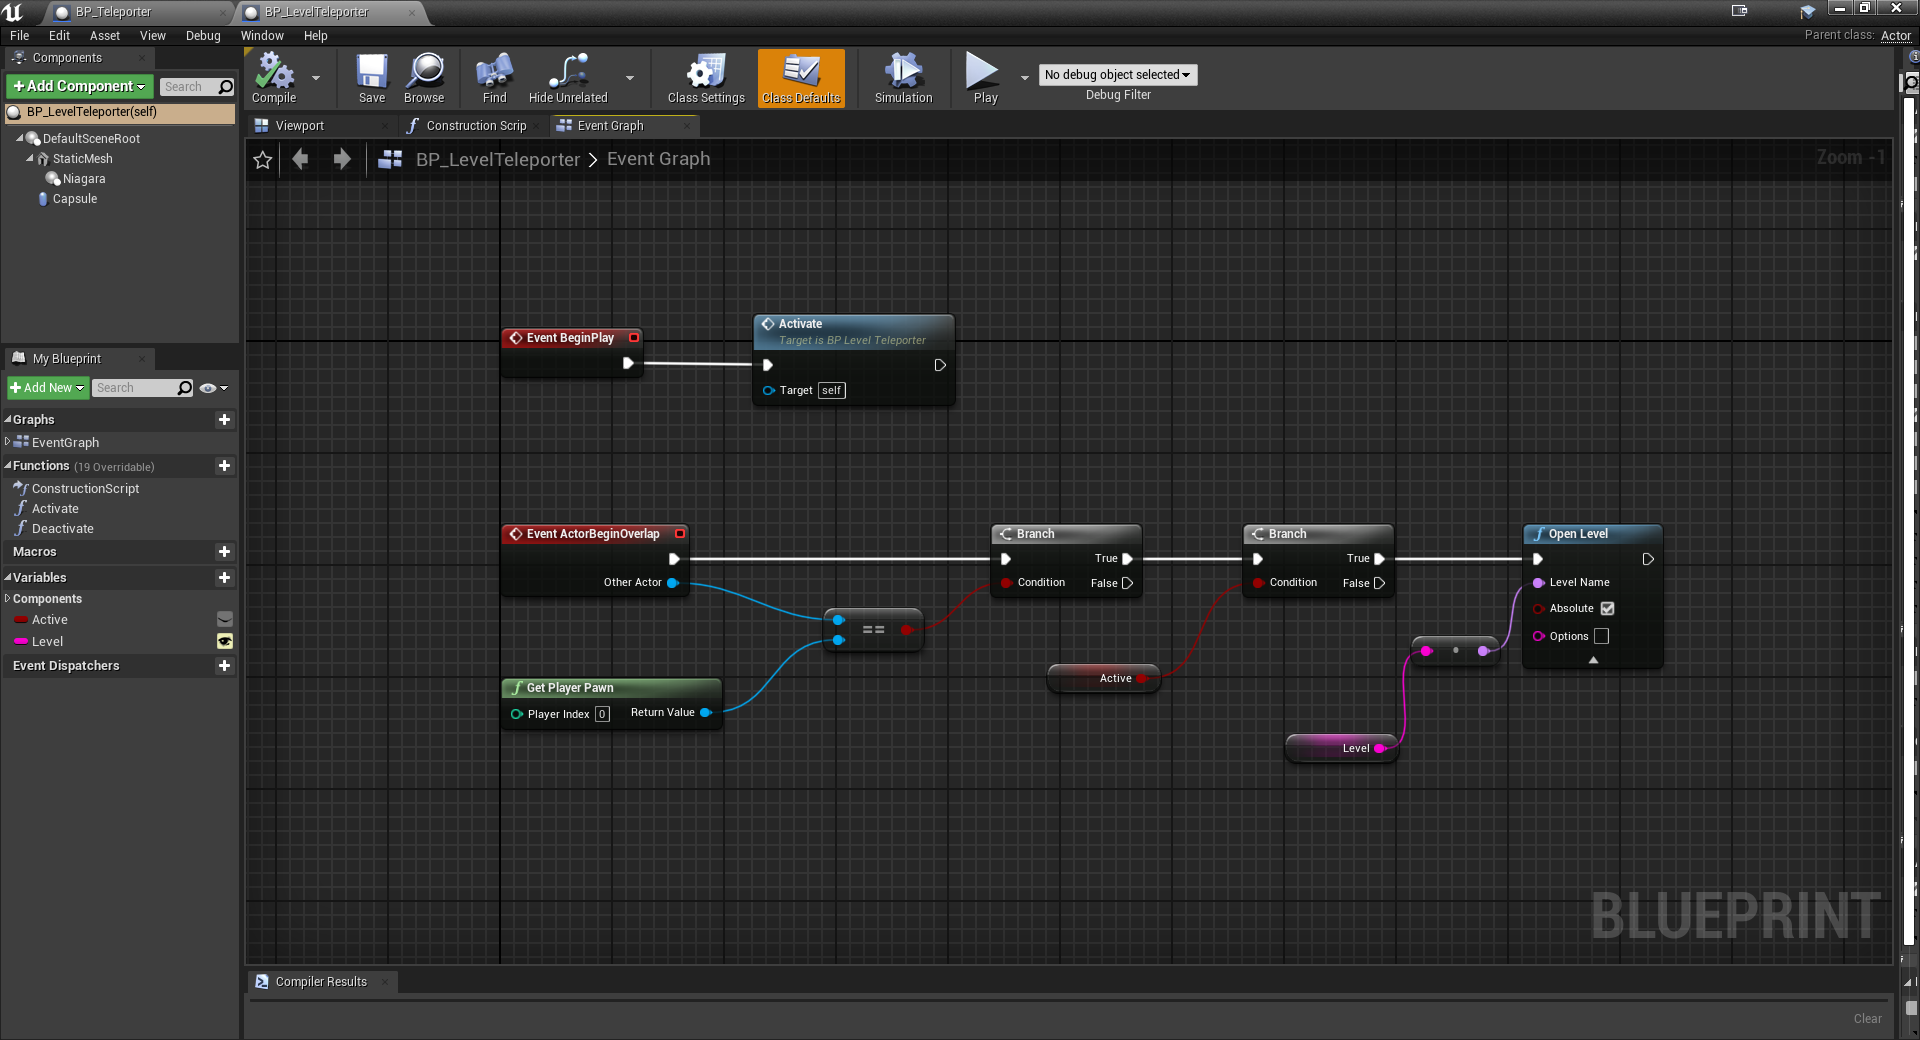 BP_Teleporter
BP_LevelTeleporter
File Edit Asset View Debug Window Help
Parent class: Actor
Components
+Add Component
Search
BP_LevelTeleporter(self)
DefaultSceneRoot
StaticMesh
Niagara
Capsule
Compile
Save
Browse
Find
Hide Unrelated
Class Settings
Class Defaults
Simulation
Play
No debug object selected
Debug Filter
Viewport
Construction Scrip
Event Graph
BP_LevelTeleporter > Event Graph
Zoom -1
My Blueprint
+Add New
Search
Graphs
EventGraph
Functions (19 Overridable)
ConstructionScript
Activate
Deactivate
Macros
Variables
Components
Active
Level
Event Dispatchers
Event BeginPlay
Activate
Target is BP Level Teleporter
Target self
Event ActorBeginOverlap
Other Actor
Get Player Pawn
Player Index 0
Return Value
==
Branch
True
Condition
False
Active
Branch
True
Condition
False
Level
Open Level
Level Name
Absolute
Options
BLUEPRINT
Compiler Results
Clear